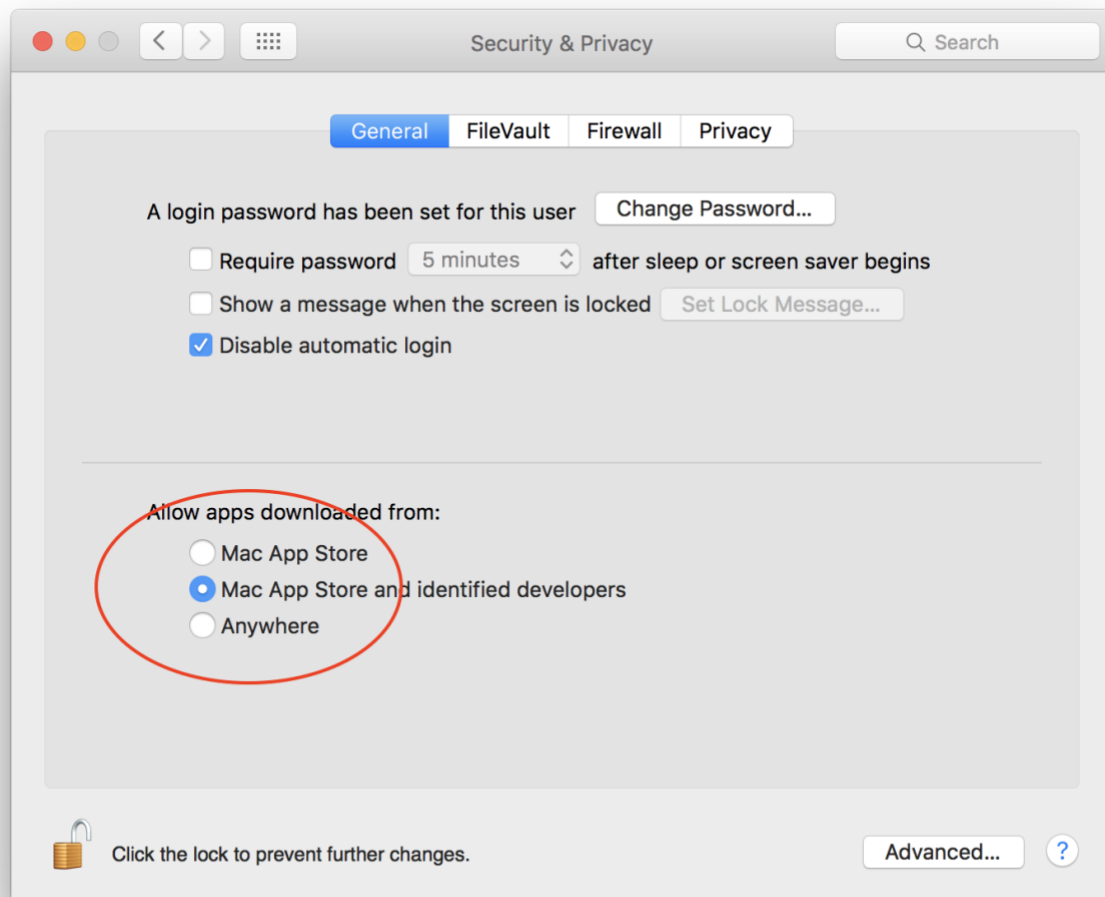 Security & Privacy
Search
General FileVault Firewall Privacy
A login password has been set for this user Change Password...
Require password 5 minutes after sleep or screen saver begins
Show a message when the screen is locked Set Lock Message...
Disable automatic login
Allow apps downloaded from:
Mac App Store
Mac App Store and identified developers
Anywhere
Click the lock to prevent further changes.
Advanced...
?